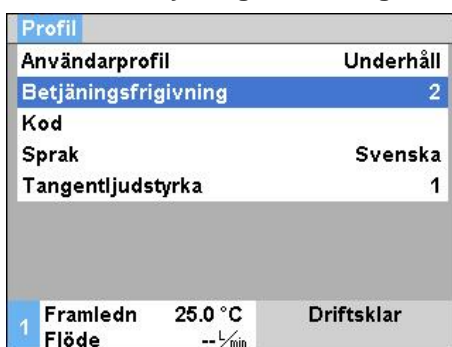 Profil
Användarprofil Underhåll
Betjäningsfrigivning 2
Kod
Sprak Svenska
Tangentljudstyrka 1
1 Framledn 25.0 °C Driftsklar
Flöde -- L/min